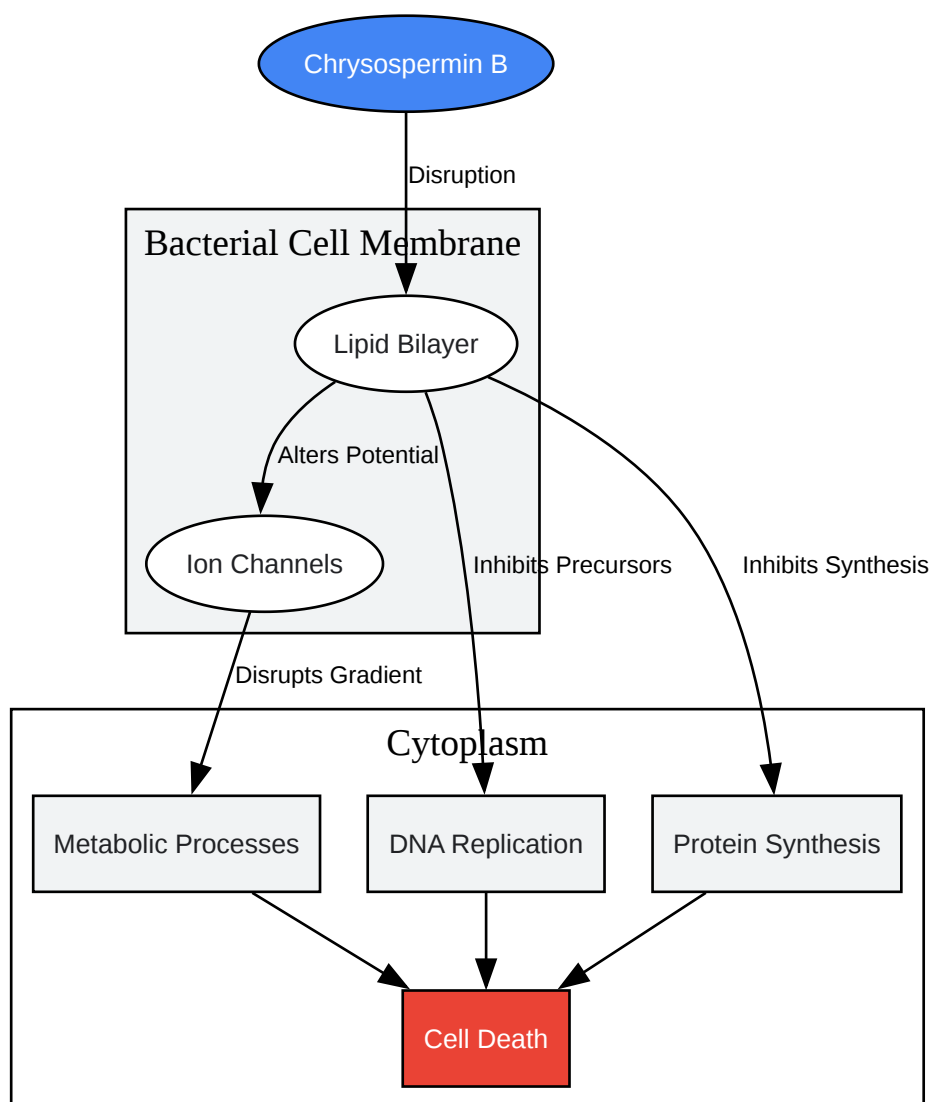 Chrysospermin B
Disruption
Bacterial Cell Membrane
Lipid Bilayer
Alters Potential
Ion Channels
Inhibits Precursors
Inhibits Synthesis
Disrupts Gradient
Cytoplasm
Metabolic Processes
DNA Replication
Protein Synthesis
Cell Death